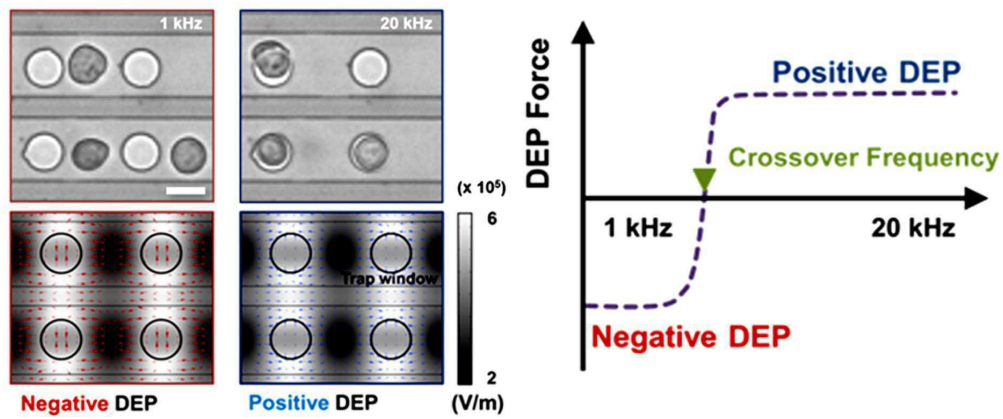 1 kHz
20 kHz
Trap window
Negative DEP
Positive DEP
(x 10⁵)
6
2
(V/m)
DEP Force
Positive DEP
Crossover Frequency
1 kHz
20 kHz
Negative DEP